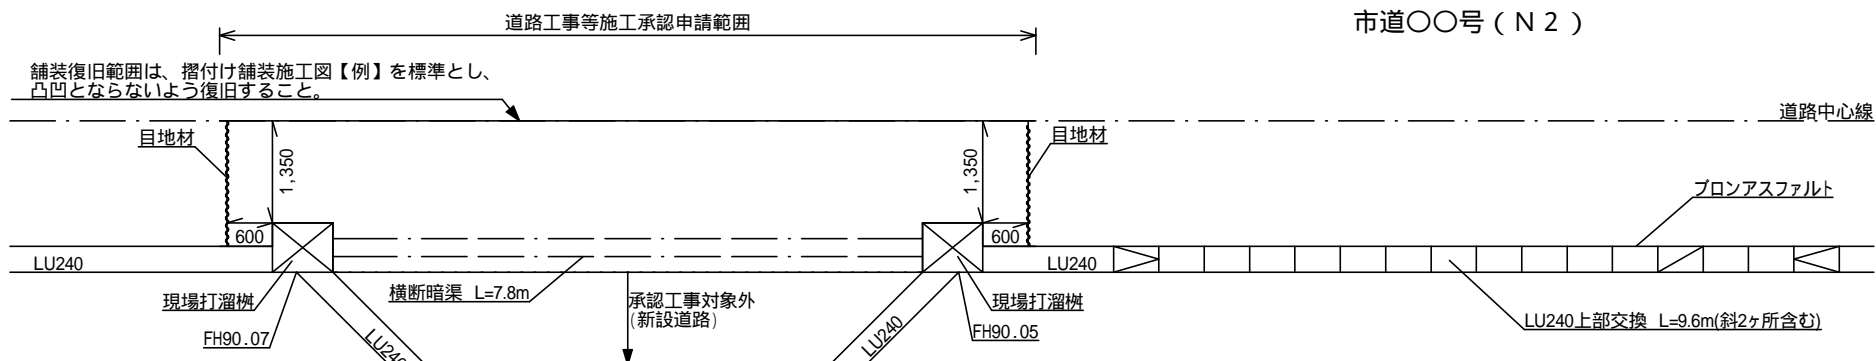 道路工事等施工承認申請範囲
市道○○号(N2)
舗装復旧範囲は、摺付け舗装施工図【例】を標準とし、
凸凹とならないよう復旧すること。
道路中心線
目地材
目地材
1,350
1,350
ブロンアスファルト
600
600
LU240
LU240
現場打溜桝
横断暗渠 L=7.8m
承認工事対象外
(新設道路)
現場打溜桝
LU240上部交換 L=9.6m(斜2ヶ所含む)
FH90.07
LU240
LU240
FH90.05